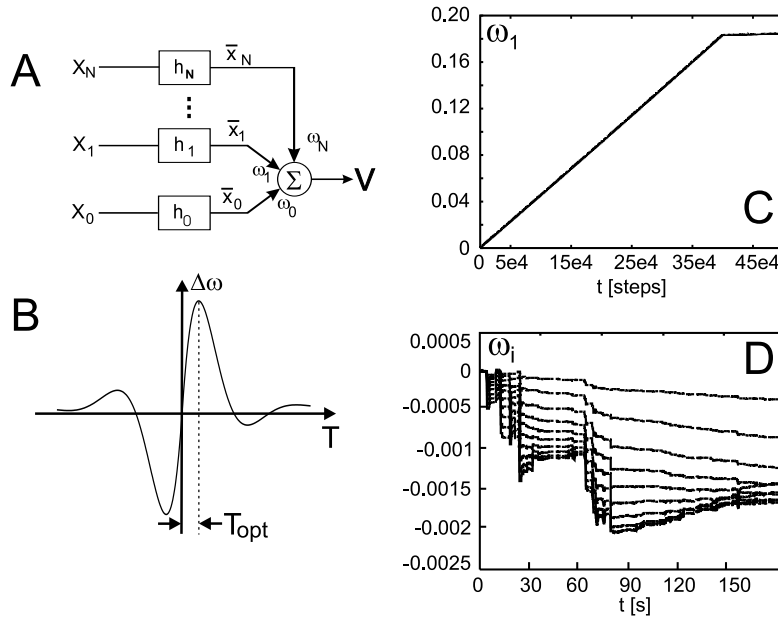 A
X_N h_N x̄_N
⋮
X_1 h_1 x̄_1
X_0 h_0 x̄_0
ω_N
ω_1
ω_0
Σ
V
B
Δω
T
T_opt
C
ω_1
0.20
0.16
0.12
0.08
0.04
0
0 5e4 15e4 25e4 35e4 45e4
t [steps]
D
ω_i
0.0005
0
-0.0005
-0.001
-0.0015
-0.002
-0.0025
0 30 60 90 120 150
t [s]